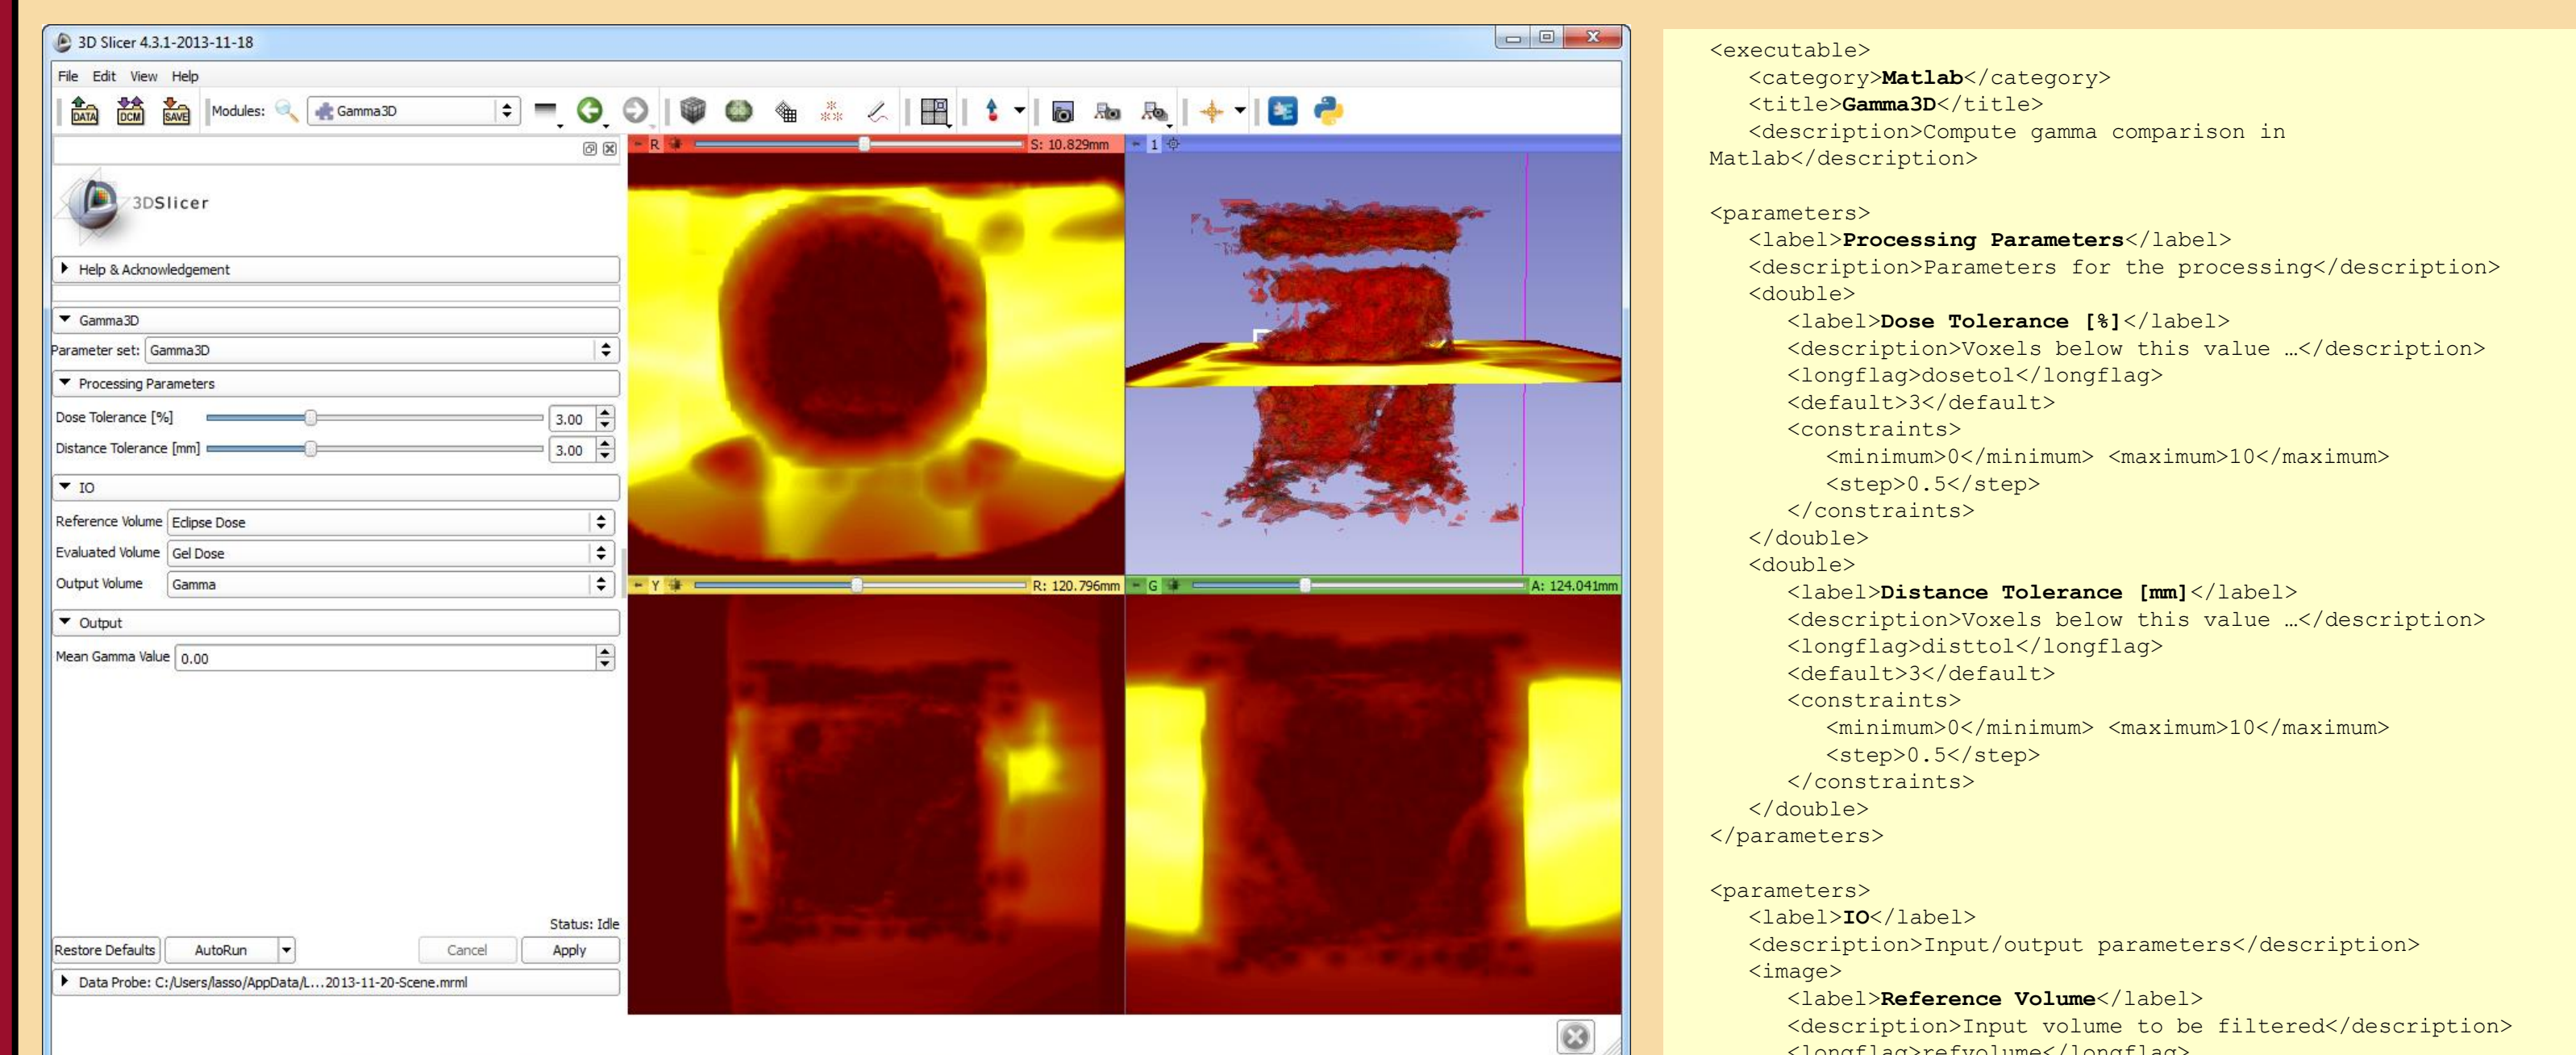 3D Slicer 4.3.1-2013-11-18
File Edit View Help
DATA DCM SAVE Modules: Gamma3D
3DSlicer
Help & Acknowledgement
Gamma3D
Parameter set: Gamma3D
Processing Parameters
Dose Tolerance [%] 3.00
Distance Tolerance [mm] 3.00
IO
Reference Volume Eclipse Dose
Evaluated Volume Gel Dose
Output Volume Gamma
Output
Mean Gamma Value 0.00
Status: Idle
Restore Defaults AutoRun Cancel Apply
Data Probe: C:/Users/lasso/AppData/L...2013-11-20-Scene.mrml
R S: 10.829mm
1
Y R: 120.796mm
G A: 124.041mm
<executable>
<category>Matlab</category>
<title>Gamma3D</title>
<description>Compute gamma comparison in
Matlab</description>
<parameters>
<label>Processing Parameters</label>
<description>Parameters for the processing</description>
<double>
<label>Dose Tolerance [%]</label>
<description>Voxels below this value …</description>
<longflag>dosetol</longflag>
<default>3</default>
<constraints>
<minimum>0</minimum> <maximum>10</maximum>
<step>0.5</step>
</constraints>
</double>
<double>
<label>Distance Tolerance [mm]</label>
<description>Voxels below this value …</description>
<longflag>disttol</longflag>
<default>3</default>
<constraints>
<minimum>0</minimum> <maximum>10</maximum>
<step>0.5</step>
</constraints>
</double>
</parameters>
<parameters>
<label>IO</label>
<description>Input/output parameters</description>
<image>
<label>Reference Volume</label>
<description>Input volume to be filtered</description>
<longflag>refvolume</longflag>